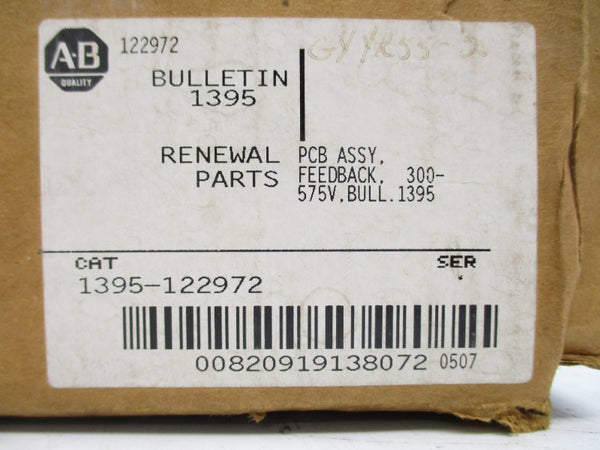 A-B
QUALITY
122972
BULLETIN
1395
RENEWAL
PARTS
PCB ASSY,
FEEDBACK, 300-
575V,BULL.1395
CAT
SER
1395-122972
00820919138072 0507